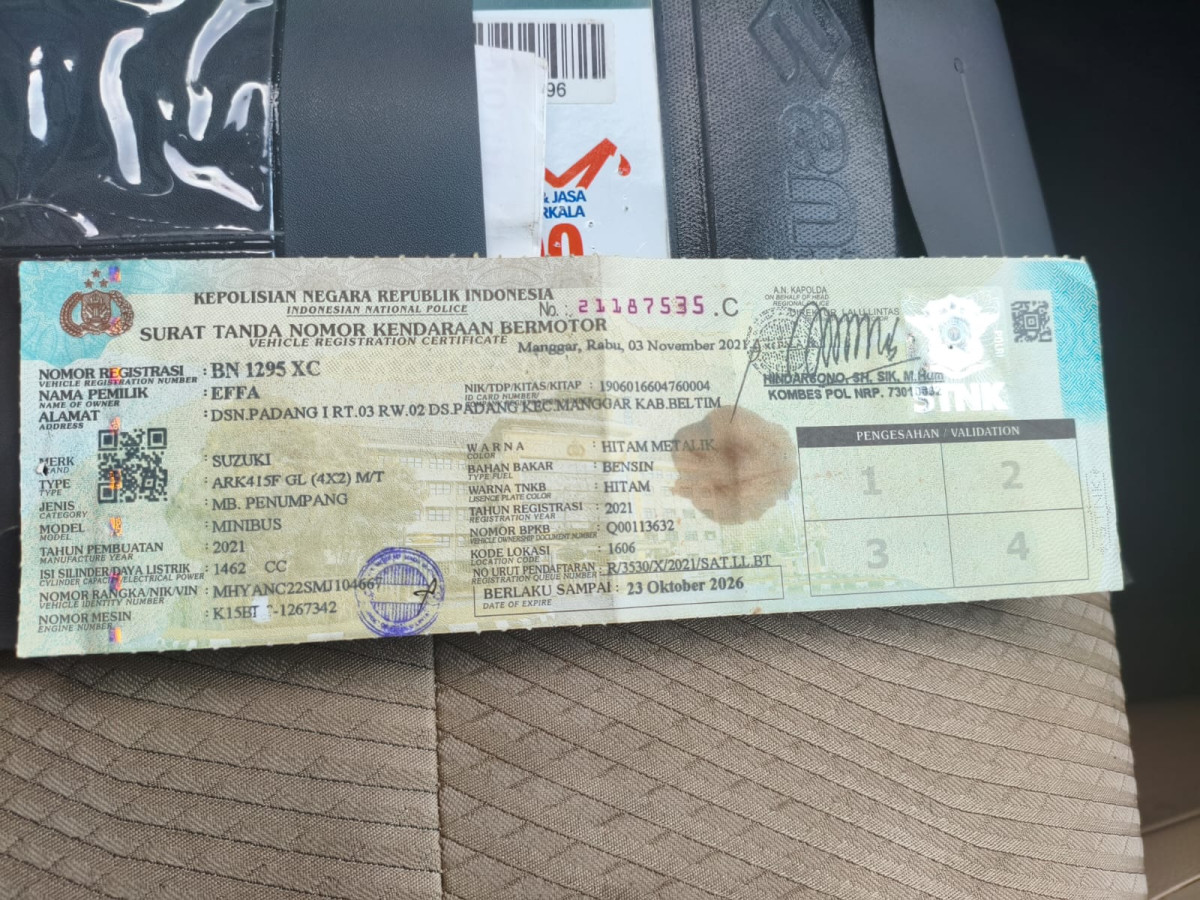 96
& JASA
RKALA
KEPOLISIAN NEGARA REPUBLIK INDONESIA
INDONESIAN NATIONAL POLICE
No. : 21187535 .C
SURAT TANDA NOMOR KENDARAAN BERMOTOR
VEHICLE REGISTRATION CERTIFICATE
Manggar, Rabu, 03 November 2021
A.N. KAPOLDA
ON BEHALF OF HEAD
REGIONAL POLICE
LALU LINTAS
HINDARSONO, SH, SIK, M.Hum
KOMBES POL NRP.
STNK
NOMOR REGISTRASI : BN 1295 XC
VEHICLE REGISTRATION NUMBER
NAMA PEMILIK : EFFA
NAME OF OWNER
NIK/TDP/KITAS/KITAP : 1906016604760004
ID CARD NUMBER/
ALAMAT : DSN.PADANG I RT.03 RW.02 DS.PADANG KEC.MANGGAR KAB.BELTIM
ADDRESS
MERK : SUZUKI
TYPE : ARK415F GL (4X2) M/T
TYPE
JENIS : MB. PENUMPANG
CATEGORY
MODEL : MINIBUS
MODEL
TAHUN PEMBUATAN : 2021
MANUFACTURE YEAR
ISI SILINDER/DAYA LISTRIK : 1462 CC
CYLINDER CAPACITY/ELECTRICAL POWER
NOMOR RANGKA/NIK/VIN : MHYANC22SMJ104667
VEHICLE IDENTITY NUMBER
NOMOR MESIN : K15BT -1267342
ENGINE NUMBER
WARNA : HITAM METALIK
COLOR
BAHAN BAKAR : BENSIN
TYPE FUEL
WARNA TNKB : HITAM
LISENCE PLATE COLOR
TAHUN REGISTRASI : 2021
REGISTRATION YEAR
NOMOR BPKB : Q00113632
VEHICLE OWNERSHIP DOCUMENT NUMBER
KODE LOKASI : 1606
LOCATION CODE
NO URUT PENDAFTARAN : R/3530/X/2021/SAT.LL.BT
REGISTRATION QUEUE NUMBER
BERLAKU SAMPAI : 23 Oktober 2026
DATE OF EXPIRE
PENGESAHAN / VALIDATION
1 2
3 4